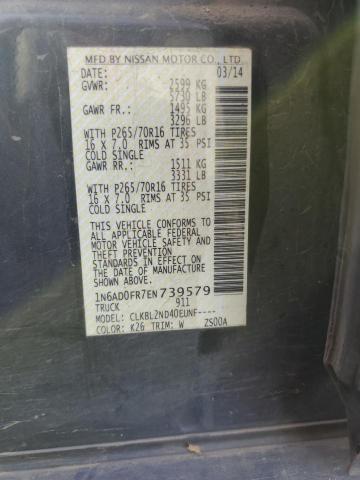 MFD BY NISSAN MOTOR CO., LTD.
DATE: 03/14
GVWR: 2599 KG
5730 LB
GAWR FR.: 1495 KG
3296 LB
WITH P265/70R16 TIRES
16 X 7.0 RIMS AT 35 PSI
COLD SINGLE
GAWR RR.: 1511 KG
3331 LB
WITH P265/70R16 TIRES
16 X 7.0 RIMS AT 35 PSI
COLD SINGLE
THIS VEHICLE CONFORMS TO
ALL APPLICABLE FEDERAL
MOTOR VEHICLE SAFETY AND
THEFT PREVENTION
STANDARDS IN EFFECT ON
THE DATE OF MANUFACTURE
SHOWN ABOVE.
1N6AD0FR7EN739579
TRUCK 911
MODEL: CLKBL2ND40EUNF----
COLOR: K26 TRIM: W ZS00A